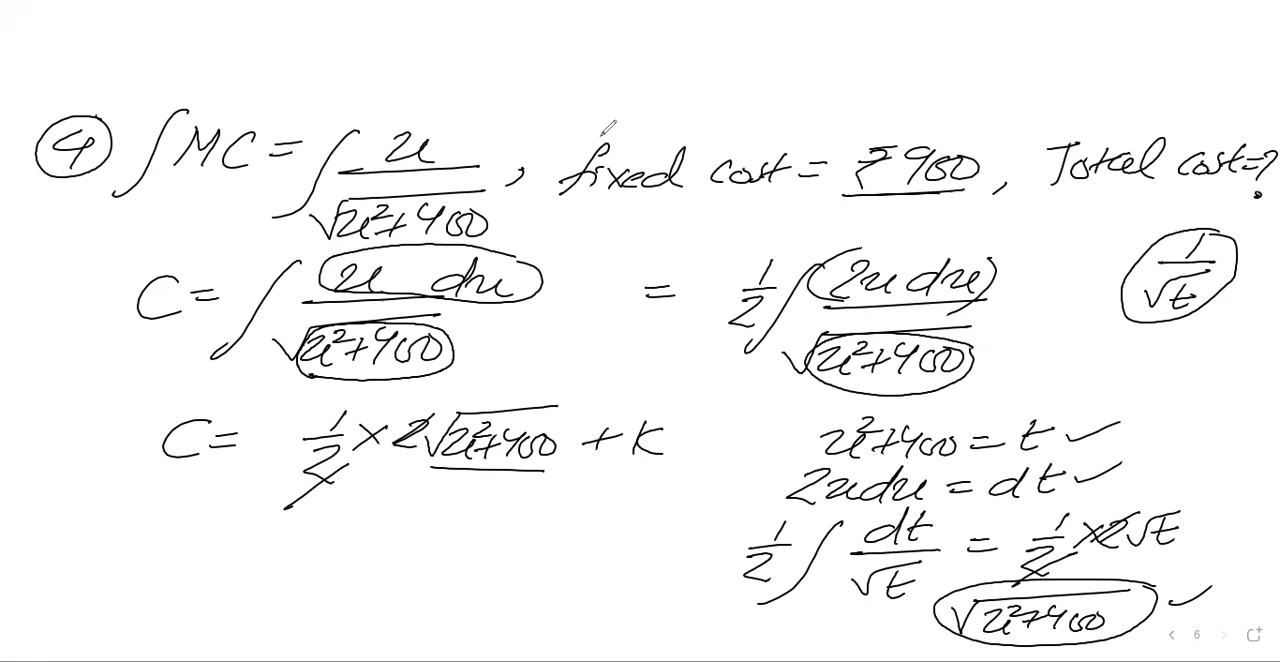 ④ ∫MC = ∫ x/√(x²+400) , fixed cost = ₹900 , Total cost = ?
C = ∫ x dx/√(x²+400) = 1/2 ∫ (2x dx)/√(x²+400)
1/√t
C = 1/2 × 2√(x²+400) + K
x²+400 = t ✓
2x dx = dt ✓
1/2 ∫ dt/√t = 1/2 × 2√t
√(x²+400) ✓
6